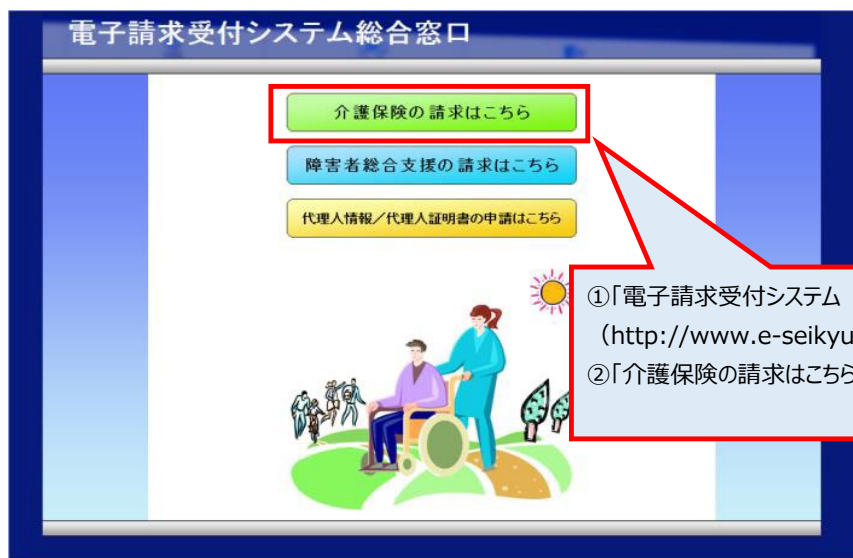 電子請求受付システム総合窓口
介護保険の請求はこちら
障害者総合支援の請求はこちら
代理人情報／代理人証明書の申請はこちら
①「電子請求受付システム
（http://www.e-seikyu
②「介護保険の請求はこちら